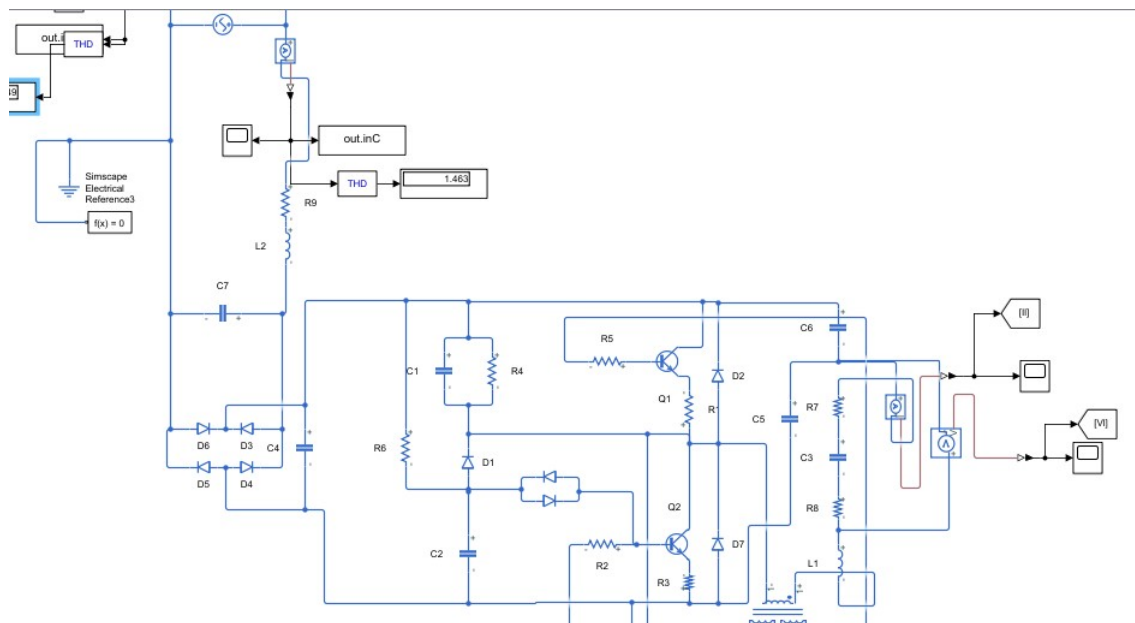 THD
out.inC
THD
1.463
Simscape
Electrical
Reference3
f(x) = 0
R9
L2
C7
[II]
C6
R5
C1
R4
D2
Q1
C5
R7
D6
D3
C4
R6
D1
C3
[VI]
D5
D4
R8
Q2
C2
D7
R2
R3
L1